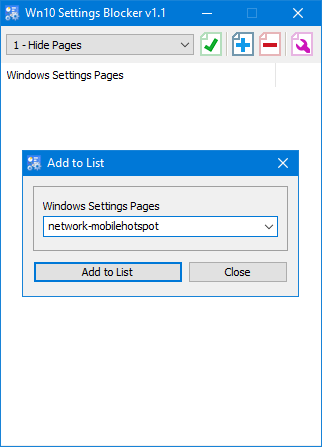 Win10 Settings Blocker v1.1
1 - Hide Pages
Windows Settings Pages
Add to List
Windows Settings Pages
network-mobilehotspot
Add to List
Close